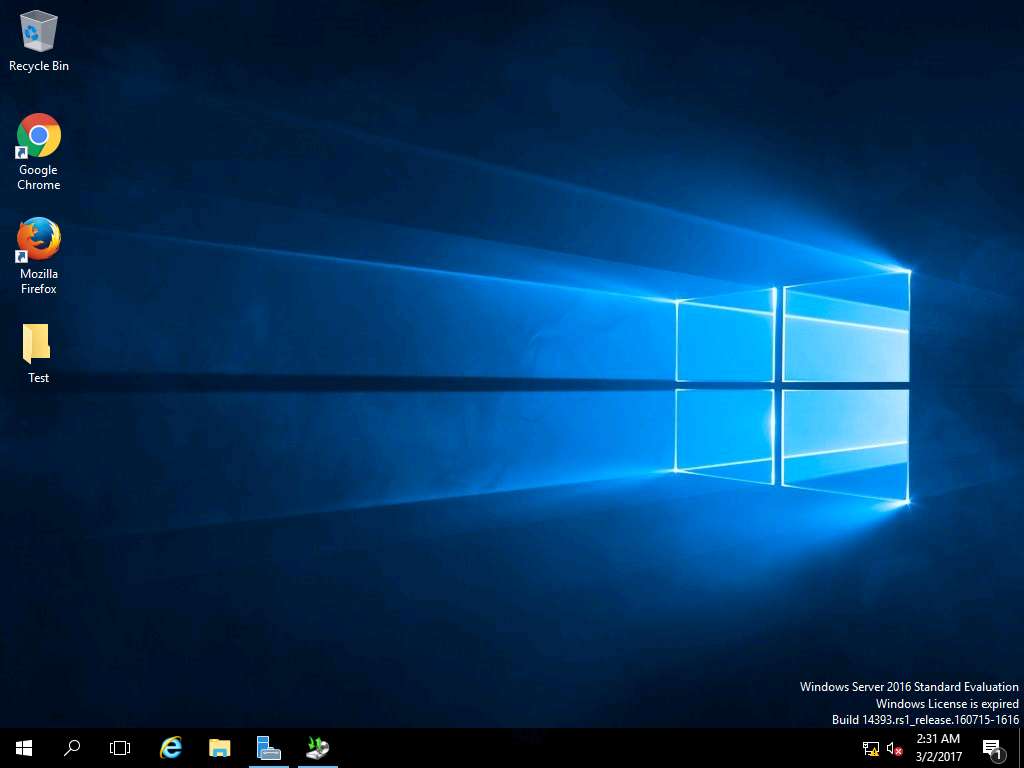 Recycle Bin
Google
Chrome
Mozilla
Firefox
Test
Windows Server 2016 Standard Evaluation
Windows License is expired
Build 14393.rs1_release.160715-1616
2:31 AM
3/2/2017
1